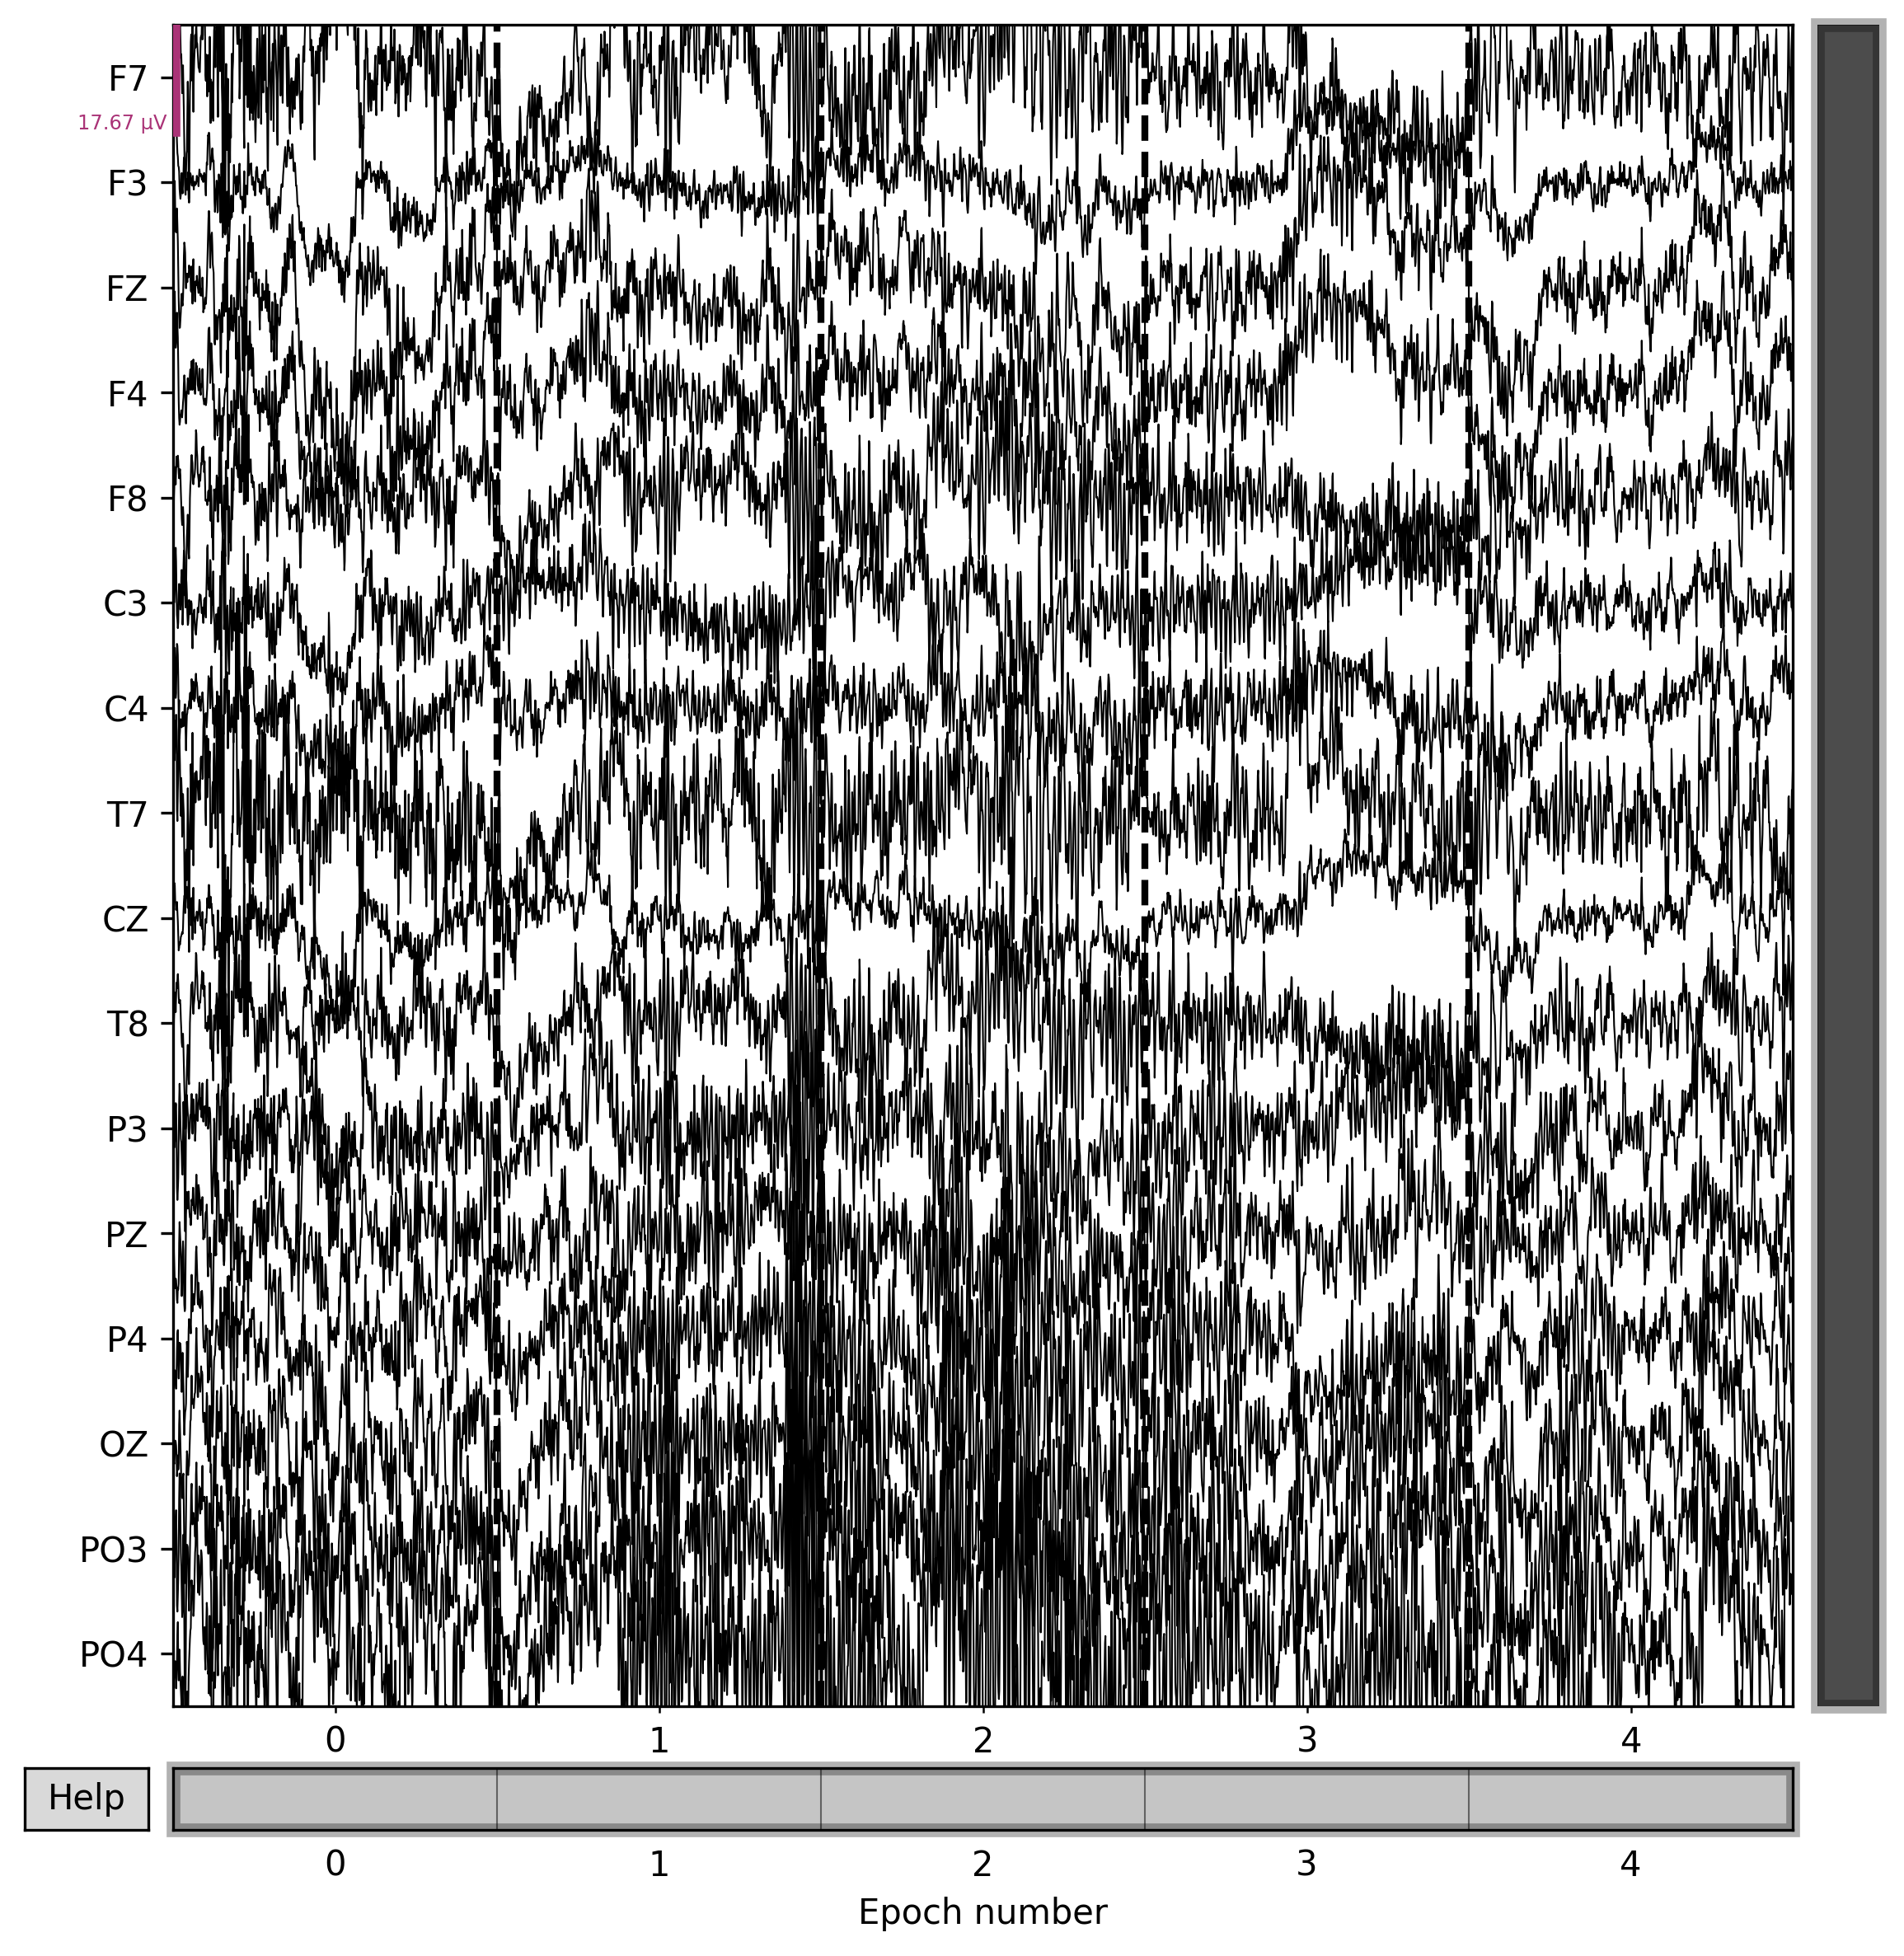 F7
17.67 µV
F3
FZ
F4
F8
C3
C4
T7
CZ
T8
P3
PZ
P4
OZ
PO3
PO4
0 1 2 3 4
Help
0 1 2 3 4
Epoch number